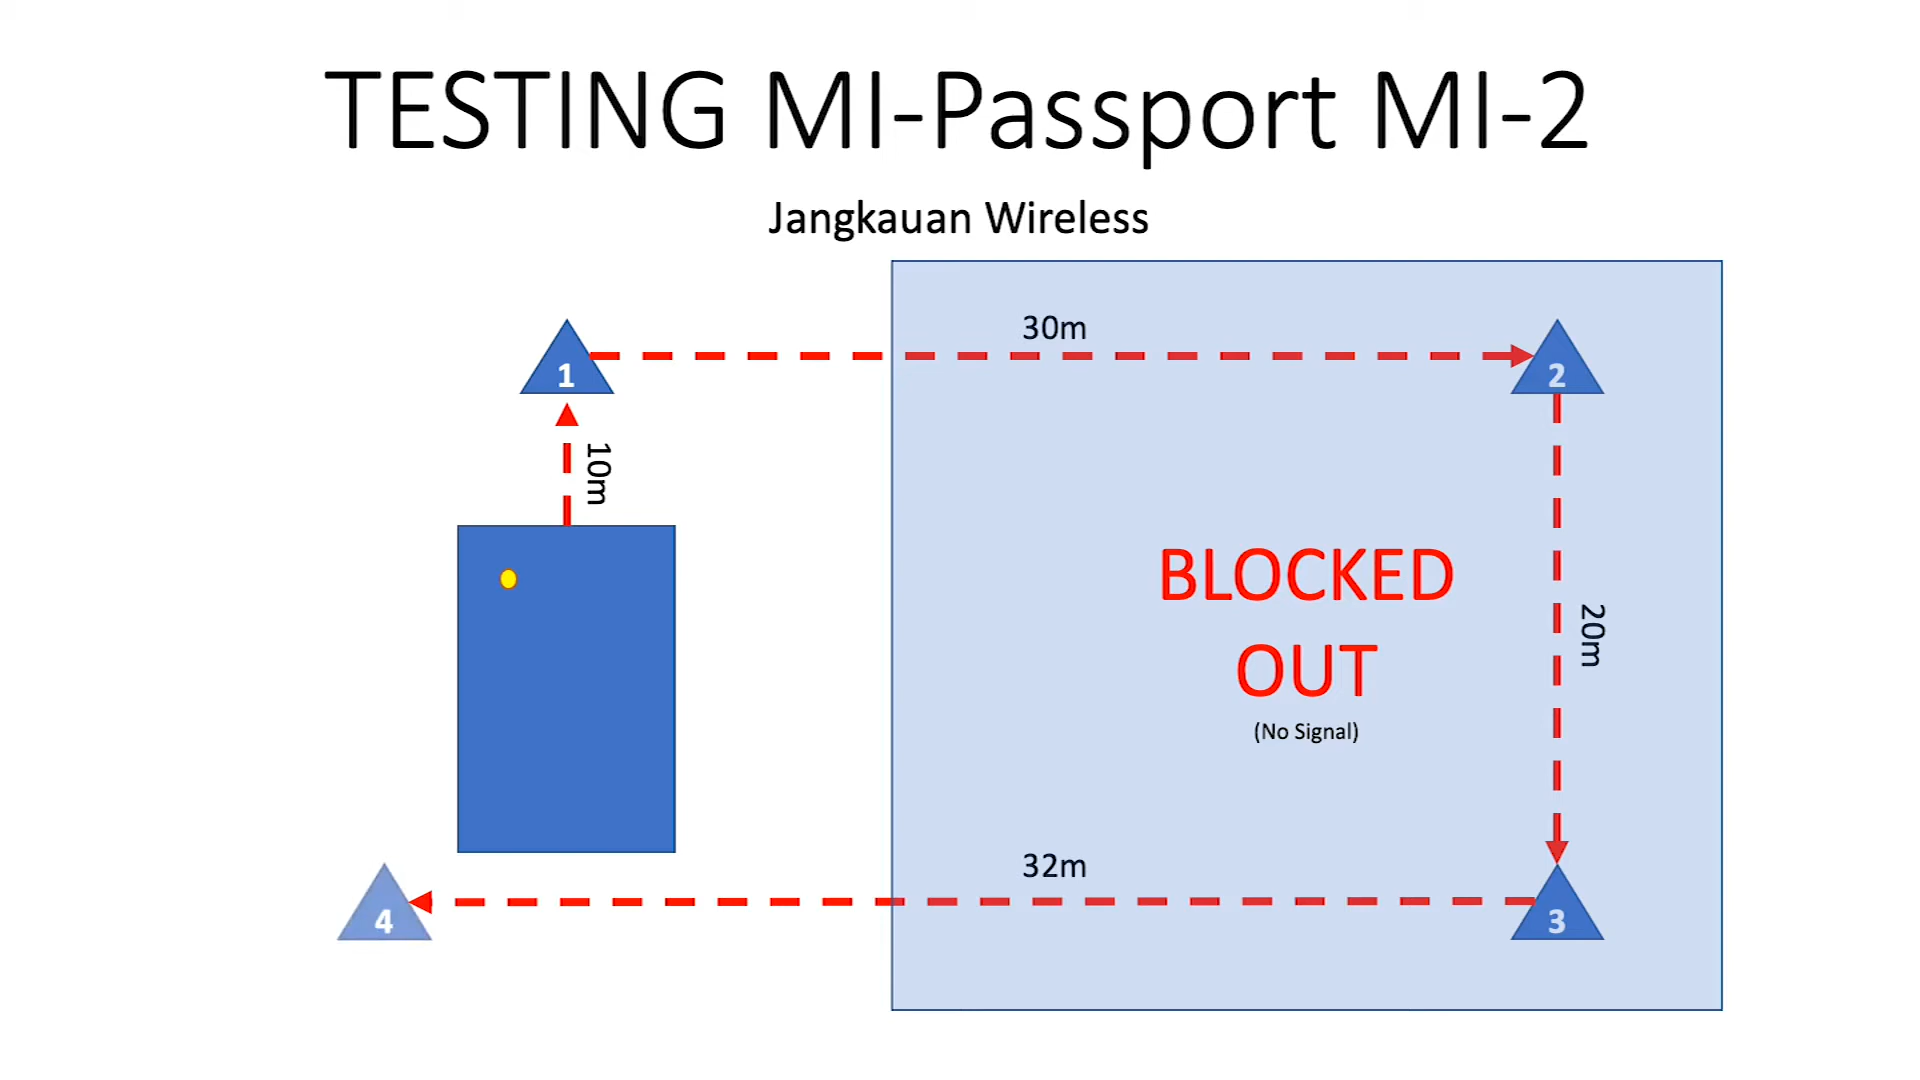 TESTING MI-Passport MI-2
Jangkauan Wireless
30m
1
2
10m
BLOCKED
OUT
(No Signal)
20m
32m
4
3